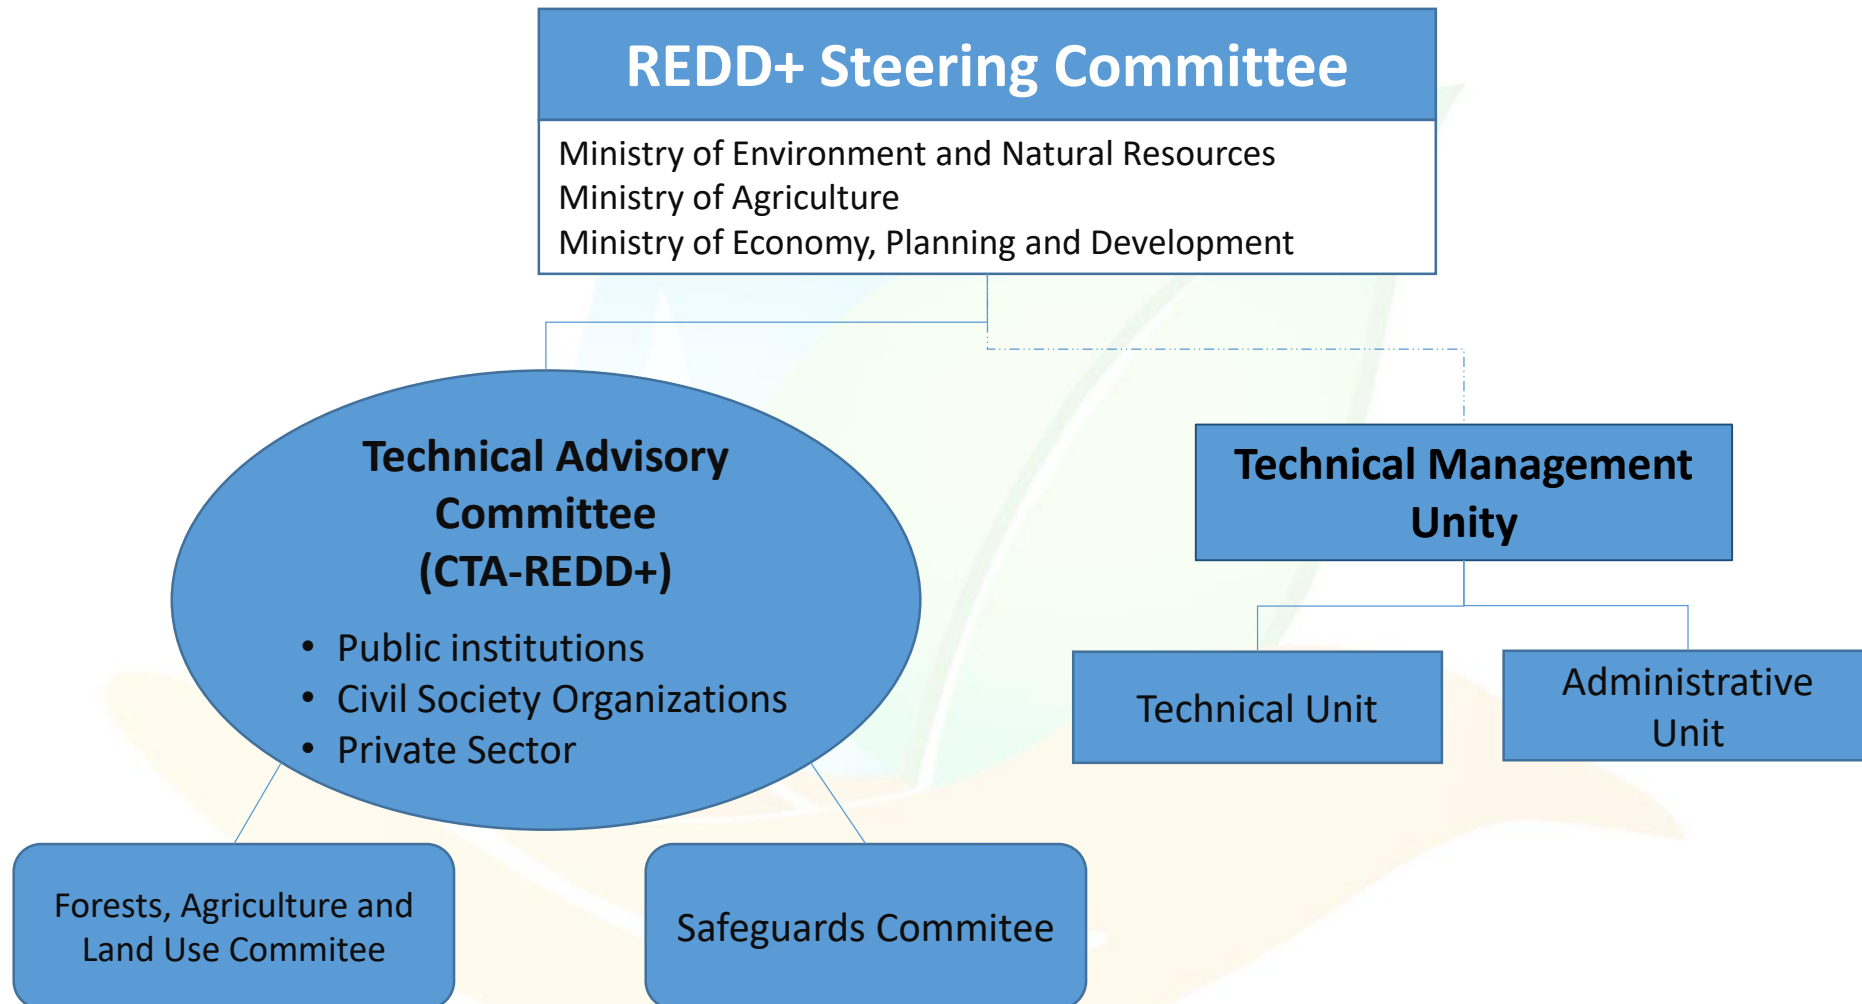 REDD+ Steering Committee
Ministry of Environment and Natural Resources
Ministry of Agriculture
Ministry of Economy, Planning and Development
Technical Advisory
Committee
(CTA-REDD+)
• Public institutions
• Civil Society Organizations
• Private Sector
Technical Management
Unity
Technical Unit
Administrative
Unit
Forests, Agriculture and
Land Use Commitee
Safeguards Commitee